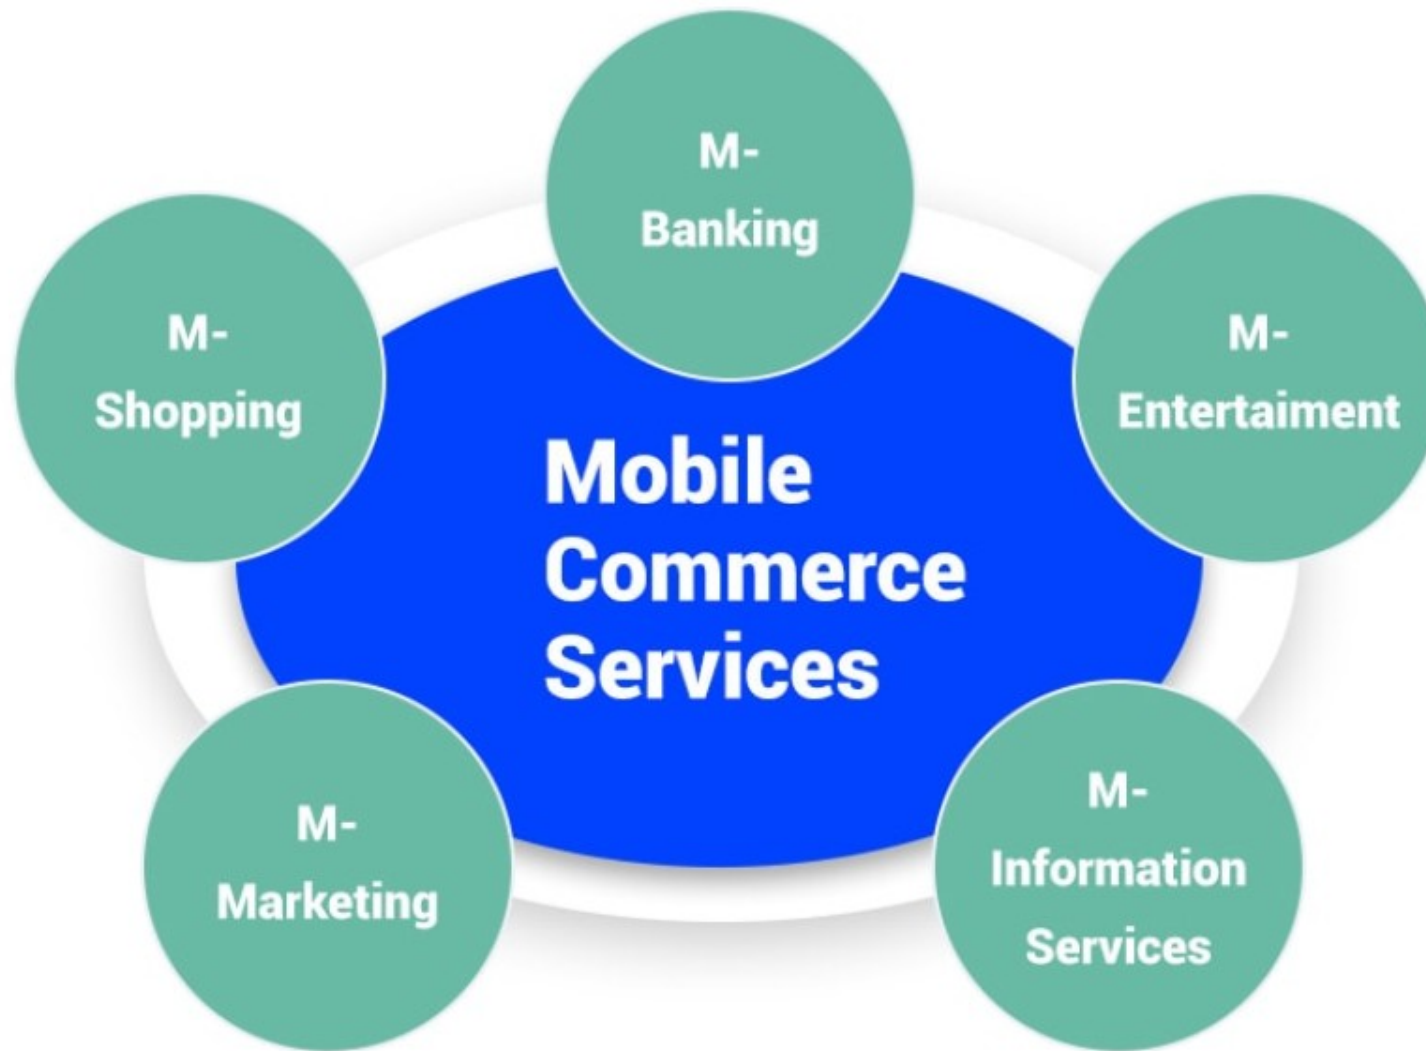 M-
Banking
M-
Shopping
M-
Entertaiment
Mobile
Commerce
Services
M-
Marketing
M-
Information
Services